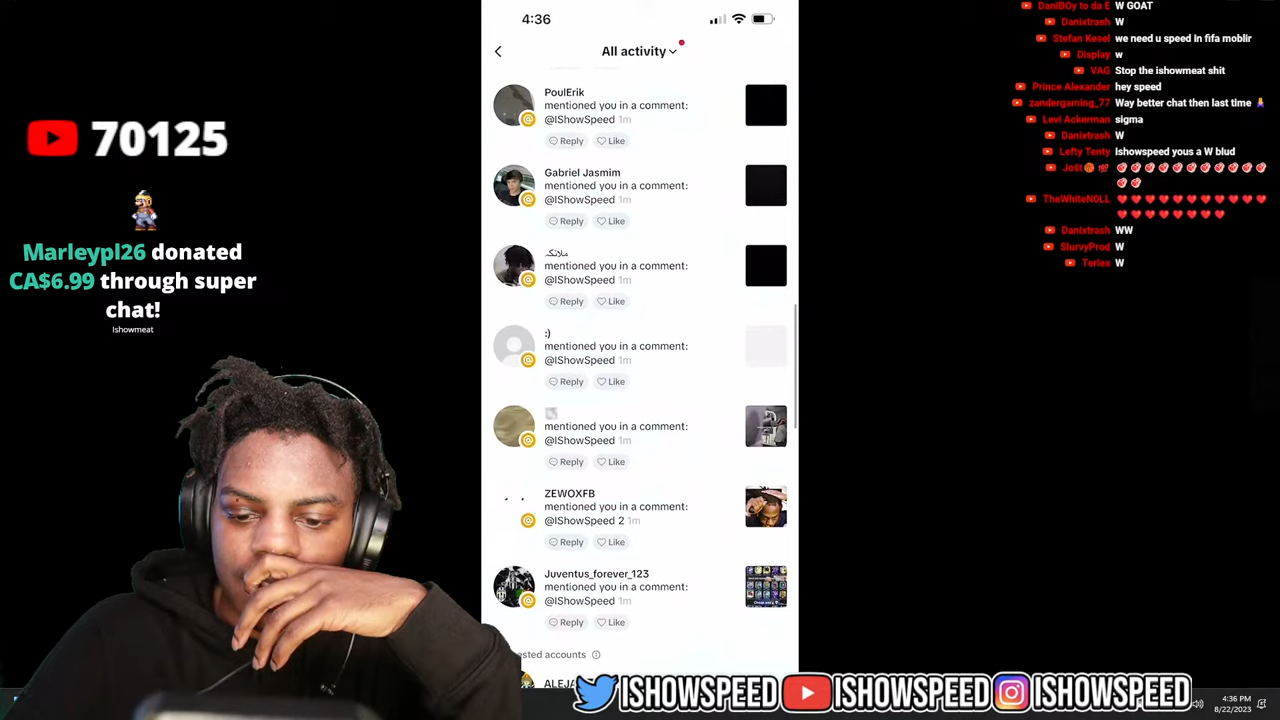 70125
Marleypl26 donated
CA$6.99 through super
chat!
Ishowmeat
4:36
All activity
PoulErik
mentioned you in a comment:
@IShowSpeed 1m
Reply Like
Gabriel Jasmim
mentioned you in a comment:
@IShowSpeed 1m
Reply Like
mentioned you in a comment:
@IShowSpeed 1m
Reply Like
:)
mentioned you in a comment:
@IShowSpeed 1m
Reply Like
mentioned you in a comment:
@IShowSpeed 1m
Reply Like
ZEWOXFB
mentioned you in a comment:
@IShowSpeed 2 1m
Reply Like
Juventus_forever_123
mentioned you in a comment:
@IShowSpeed 1m
Reply Like
ested accounts
ALEJA
DaniBOy to da E W GOAT
Danixtrash W
Stefan Kesel we need u speed in fifa moblir
Display w
VAG Stop the ishowmeat shit
Prince Alexander hey speed
zandergaming_77 Way better chat then last time
Levi Ackerman sigma
Danixtrash W
Lefty Tenty Ishowspeed yous a W blud
Jošt
TheWhiteN0LL
Danixtrash WW
SlurvyProd W
Teriex W
ISHOWSPEED ISHOWSPEED ISHOWSPEED
4:36 PM
8/22/2023